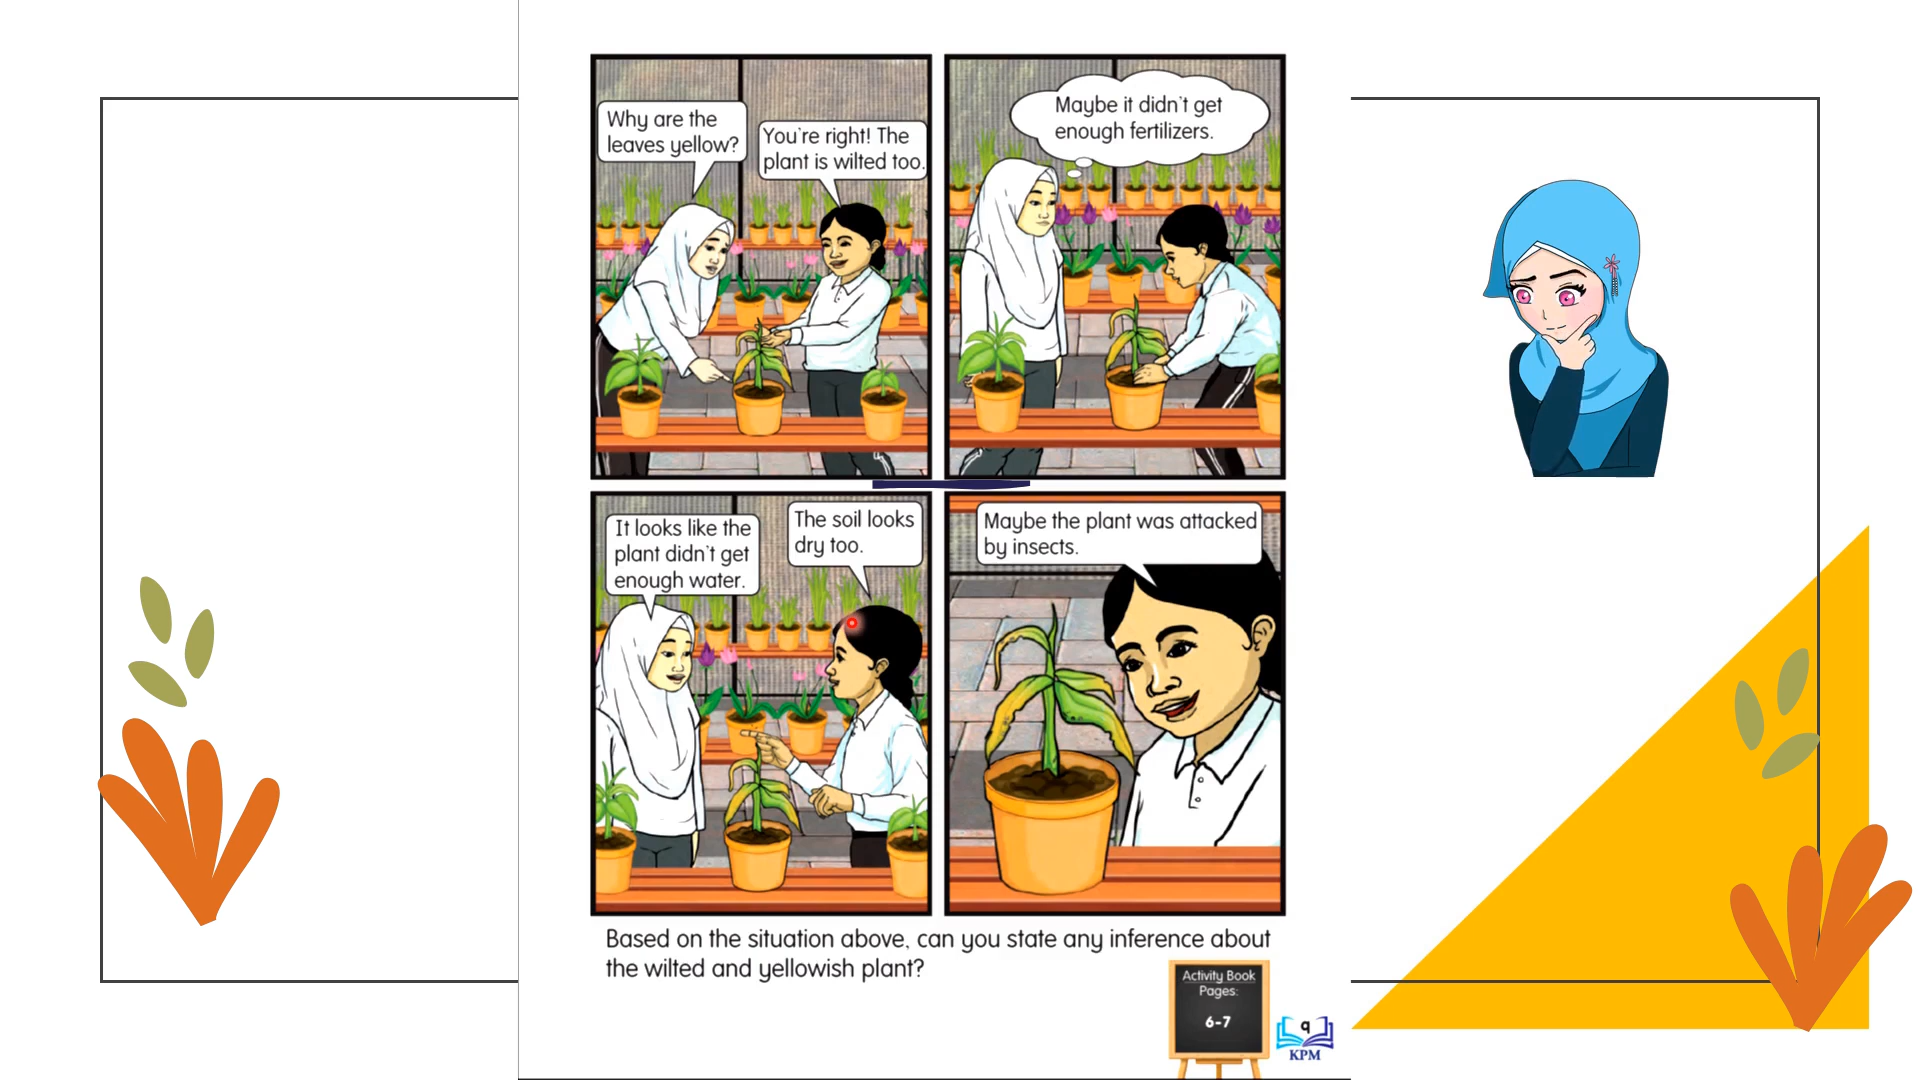 Why are the
leaves yellow?
You're right! The
plant is wilted too.
Maybe it didn't get
enough fertilizers.
It looks like the
plant didn't get
enough water.
The soil looks
dry too.
Maybe the plant was attacked
by insects.
Based on the situation above, can you state any inference about
the wilted and yellowish plant?
Activity Book
Pages:
6-7
9
KPM